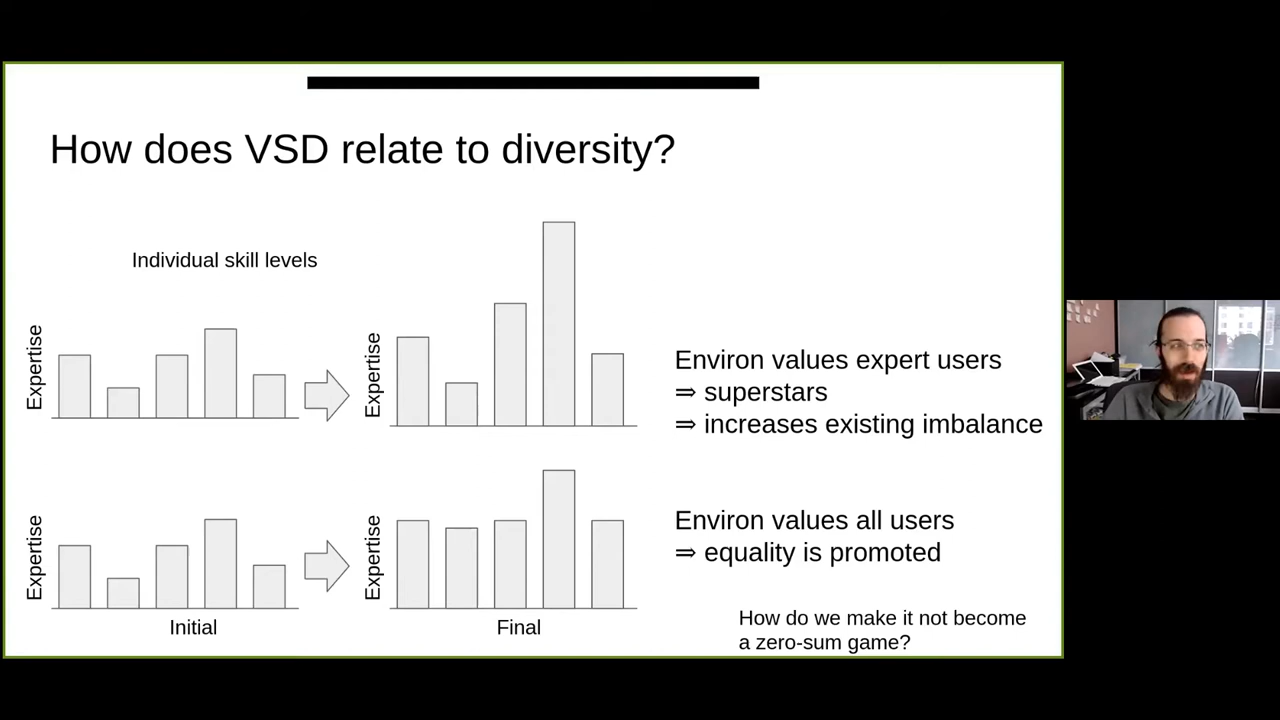 How does VSD relate to diversity?
Individual skill levels
Expertise
Expertise
Environ values expert users
⇒ superstars
⇒ increases existing imbalance
Expertise
Expertise
Environ values all users
⇒ equality is promoted
Initial
Final
How do we make it not become
a zero-sum game?